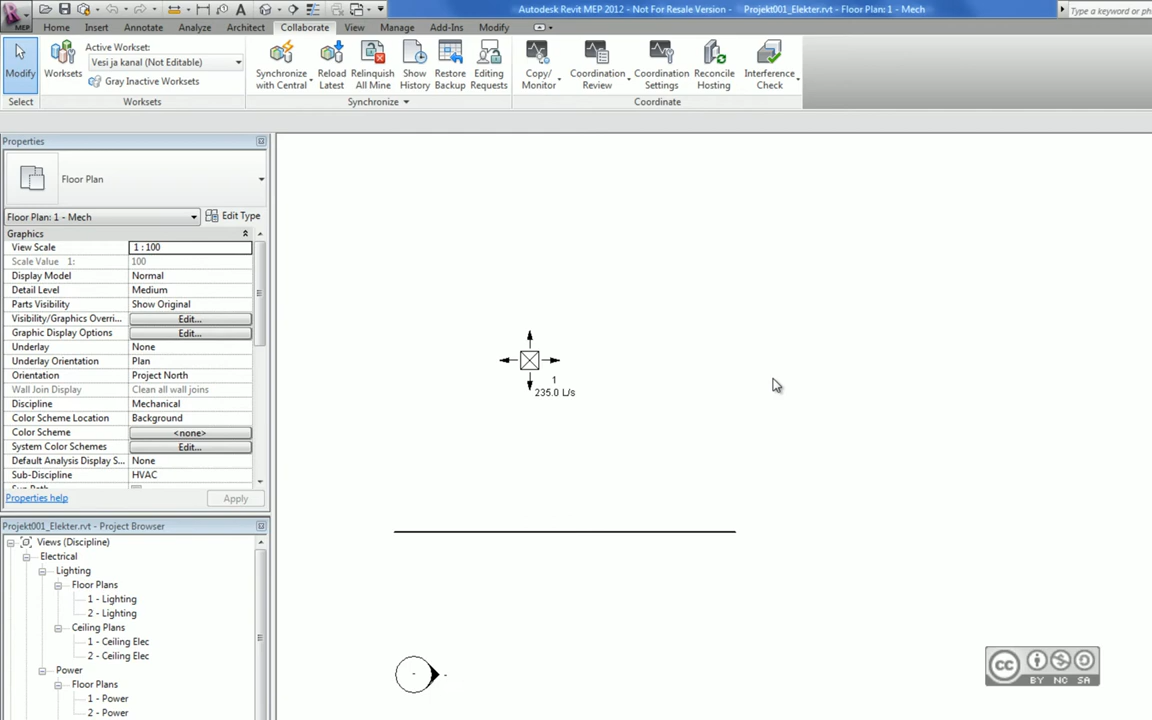 Autodesk Revit MEP 2012 - Not For Resale Version - Projekt001_Elekter.rvt - Floor Plan: 1 - Mech
Type a keyword or ph
MEP
Home Insert Annotate Analyze Architect Collaborate View Manage Add-Ins Modify
Modify
Worksets
Active Workset:
Vesi ja kanal (Not Editable)
Gray Inactive Worksets
Synchronize with Central
Reload Latest
Relinquish All Mine
Show History
Restore Backup
Editing Requests
Copy/ Monitor
Coordination Review
Coordination Settings
Reconcile Hosting
Interference Check
Select Worksets Synchronize Coordinate
Properties
Floor Plan
Floor Plan: 1 - Mech Edit Type
Graphics
View Scale 1 : 100
Scale Value 1: 100
Display Model Normal
Detail Level Medium
Parts Visibility Show Original
Visibility/Graphics Overri... Edit...
Graphic Display Options Edit...
Underlay None
Underlay Orientation Plan
Orientation Project North
Wall Join Display Clean all wall joins
Discipline Mechanical
Color Scheme Location Background
Color Scheme <none>
System Color Schemes Edit...
Default Analysis Display S... None
Sub-Discipline HVAC
Properties help Apply
Projekt001_Elekter.rvt - Project Browser
Views (Discipline)
Electrical
Lighting
Floor Plans
1 - Lighting
2 - Lighting
Ceiling Plans
1 - Ceiling Elec
2 - Ceiling Elec
Power
Floor Plans
1 - Power
2 - Power
1
235.0 L/s
cc
BY NC SA